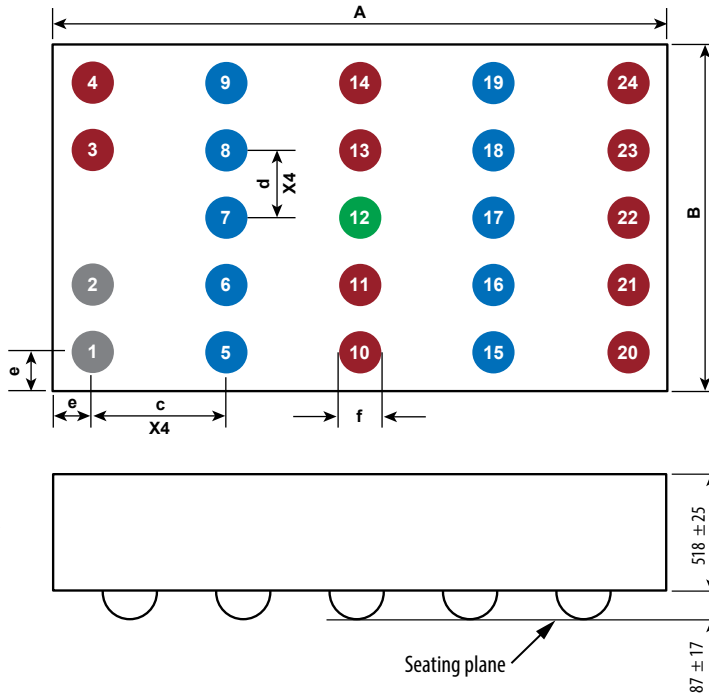 A
4 9 14 19 24
3 8 13 18 23
d
X4
7 12 17 22
B
2 6 11 16 21
1 5 10 15 20
e
e c f
X4
518 ± 25
Seating plane
87 ± 17